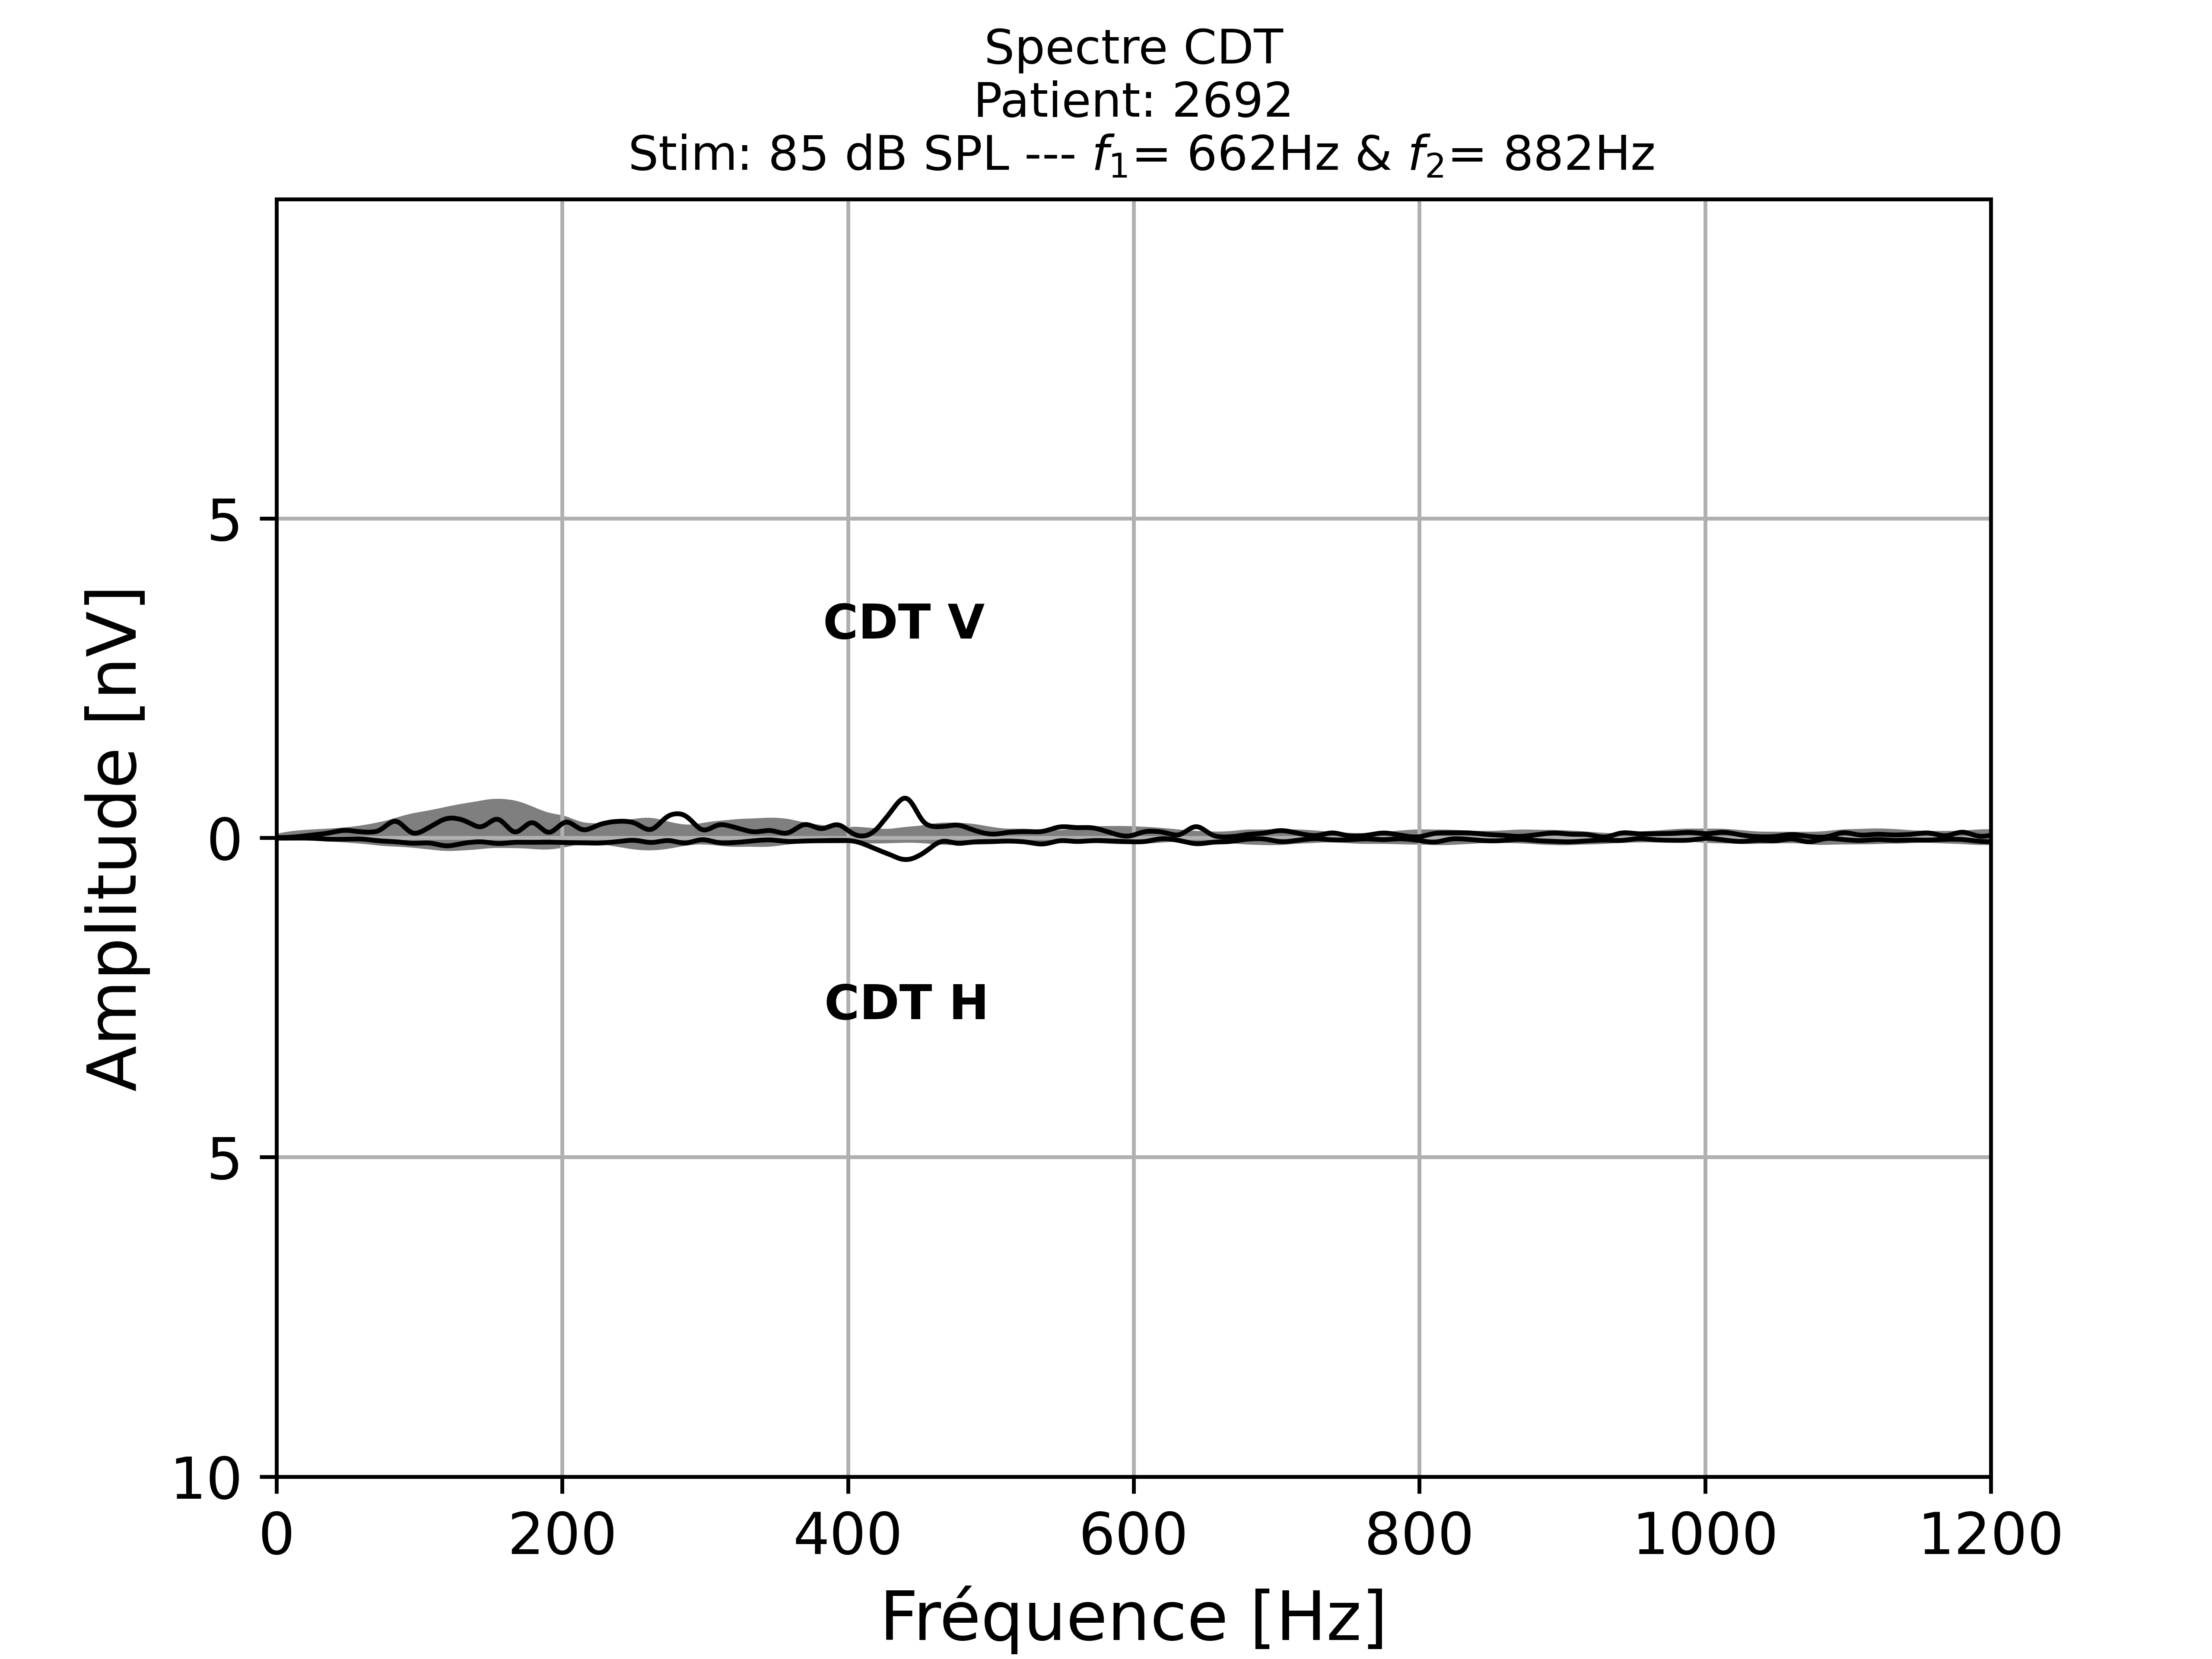 Spectre CDT
Patient: 2692
Stim: 85 dB SPL --- f₁= 662Hz & f₂= 882Hz
Amplitude [nV]
5
0
5
10
CDT V
CDT H
0 200 400 600 800 1000 1200
Fréquence [Hz]